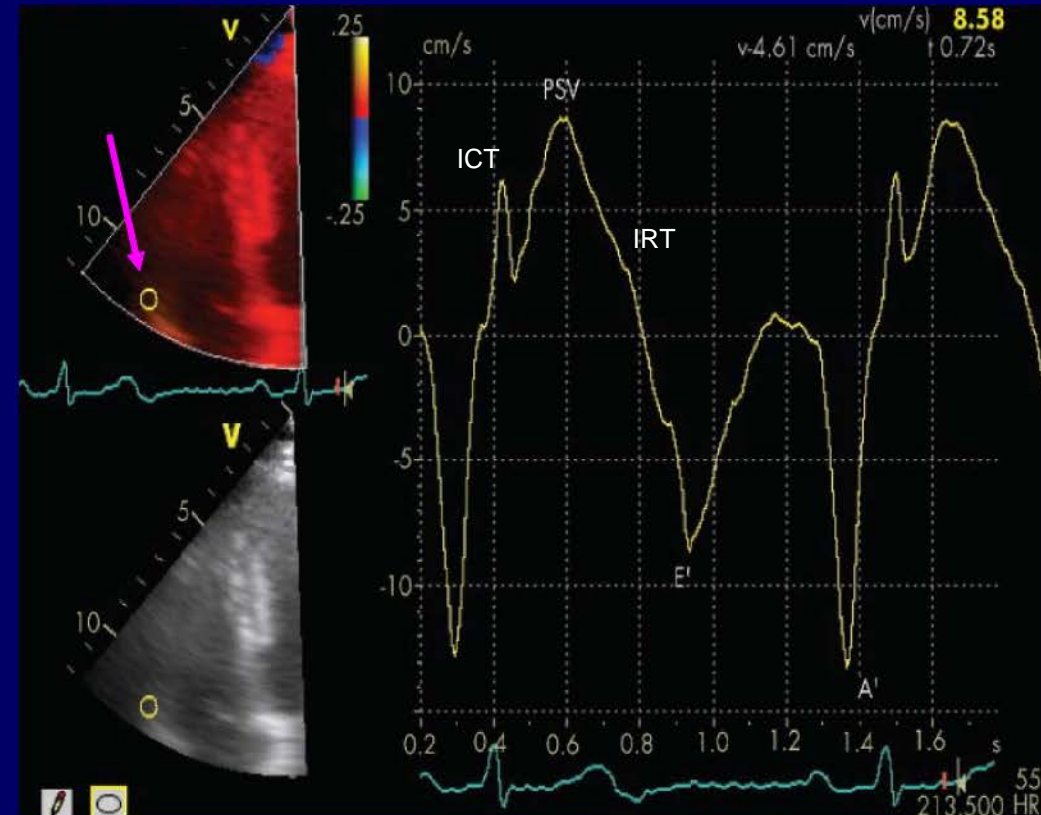 V
.25
-.25
5
10
V
5
10
v(cm/s) 8.58
v-4.61 cm/s t 0.72s
cm/s
10
5
0
-5
-10
PSV
ICT
IRT
E'
A'
0.2 0.4 0.6 0.8 1.0 1.2 1.4 1.6 s
55
213.500 HR